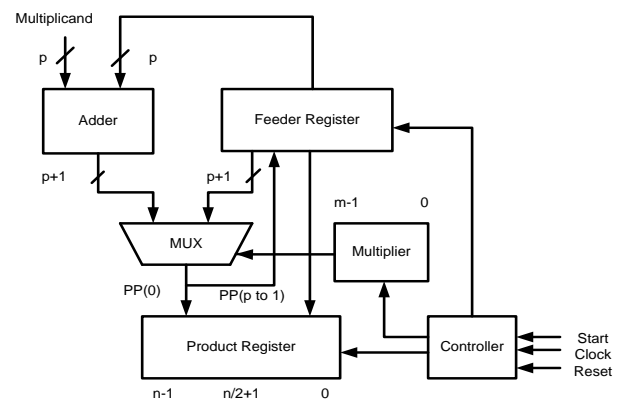 Multiplicand
p
p
Adder
Feeder Register
p+1
p+1
m-1 0
MUX
Multiplier
PP(0)
PP(p to 1)
Product Register
Controller
Start
Clock
Reset
n-1 n/2+1 0